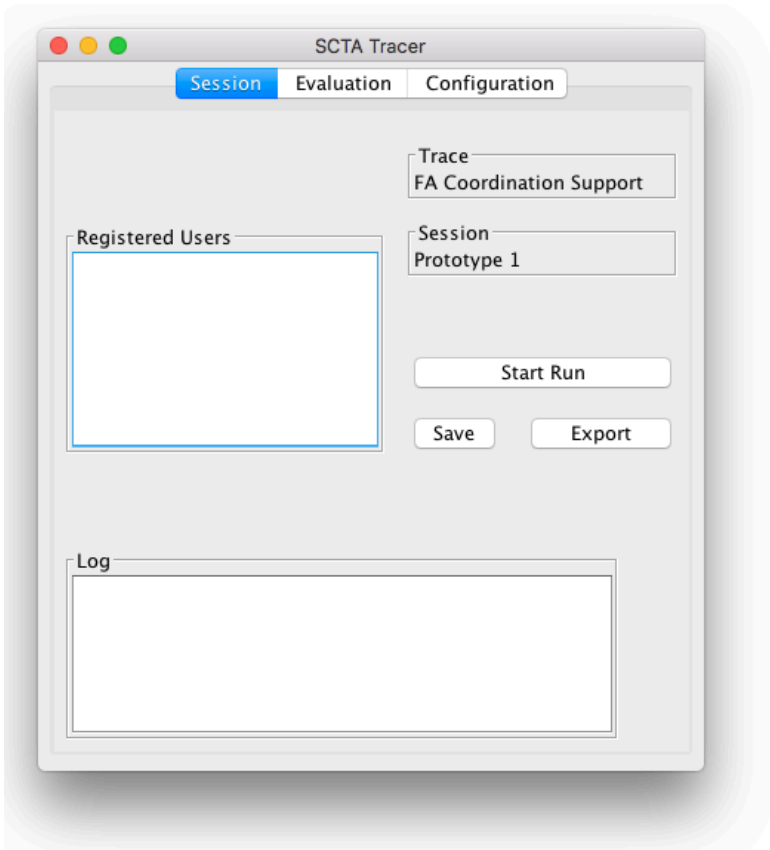 SCTA Tracer
Session Evaluation Configuration
Trace
FA Coordination Support
Registered Users
Session
Prototype 1
Start Run
Save Export
Log